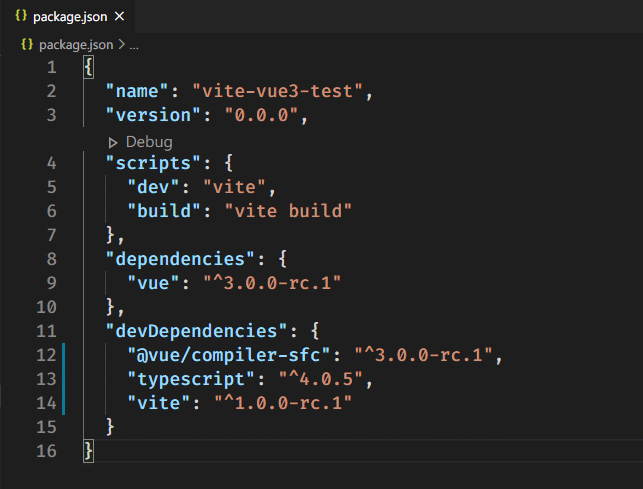 {} package.json ×
{} package.json > ...
1 {
2 "name": "vite-vue3-test",
3 "version": "0.0.0",
▷ Debug
4 "scripts": {
5 "dev": "vite",
6 "build": "vite build"
7 },
8 "dependencies": {
9 "vue": "^3.0.0-rc.1"
10 },
11 "devDependencies": {
12 "@vue/compiler-sfc": "^3.0.0-rc.1",
13 "typescript": "^4.0.5",
14 "vite": "^1.0.0-rc.1"
15 }
16 }